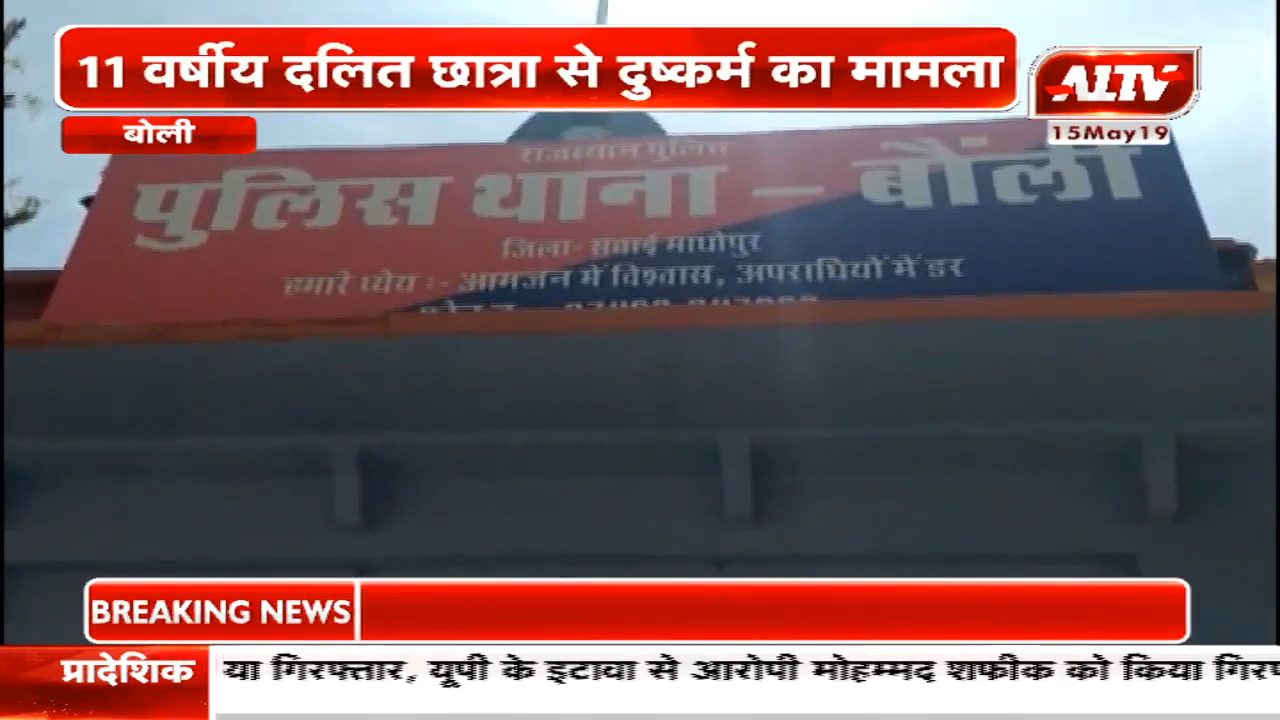 11 वर्षीय दलित छात्रा से दुष्कर्म का मामला
ALTV
15May19
बोली
राजस्थान पुलिस
पुलिस थाना – बौंली
जिला- सवाई माधोपुर
हमारे ध्येय :- आमजन में विश्वास, अपराधियों में डर
BREAKING NEWS
प्रादेशिक
या गिरफ्तार, यूपी के इटावा से आरोपी मोहम्मद शफीक को किया